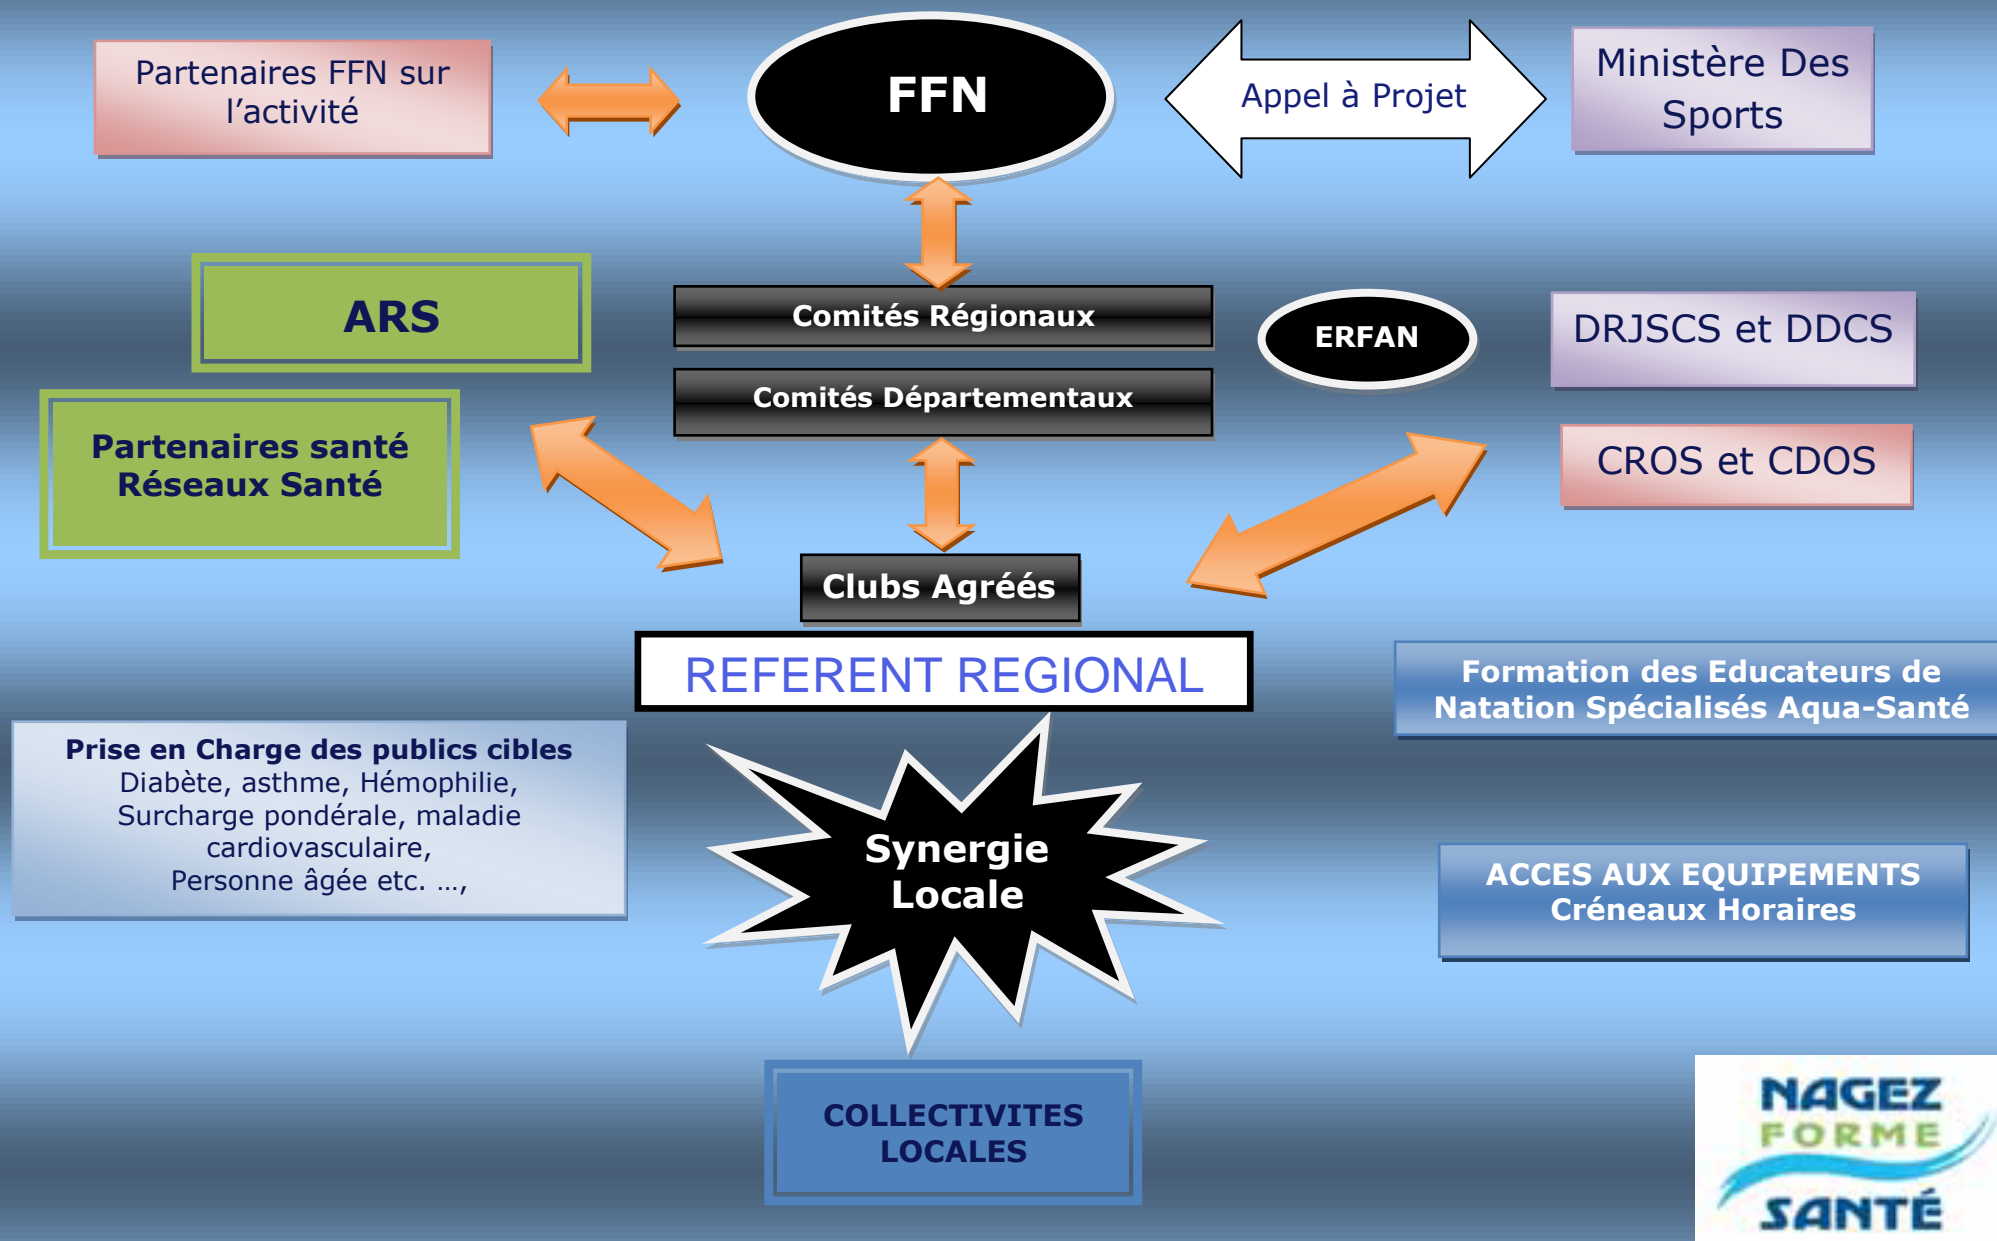 Partenaires FFN sur
l’activité
FFN
Appel à Projet
Ministère Des
Sports
ARS
Comités Régionaux
ERFAN
DRJSCS et DDCS
Comités Départementaux
Partenaires santé
Réseaux Santé
CROS et CDOS
Clubs Agréés
REFERENT REGIONAL
Formation des Educateurs de
Natation Spécialisés Aqua-Santé
Prise en Charge des publics cibles
Diabète, asthme, Hémophilie,
Surcharge pondérale, maladie
cardiovasculaire,
Personne âgée etc. …,
Synergie
Locale
ACCES AUX EQUIPEMENTS
Créneaux Horaires
COLLECTIVITES
LOCALES
NAGEZ
FORME
SANTÉ